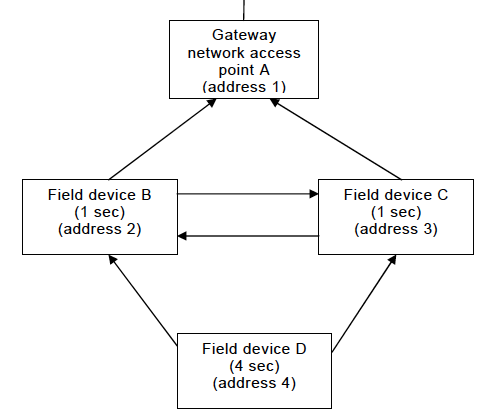 Gateway
network access
point A
(address 1)
Field device B
(1 sec)
(address 2)
Field device C
(1 sec)
(address 3)
Field device D
(4 sec)
(address 4)